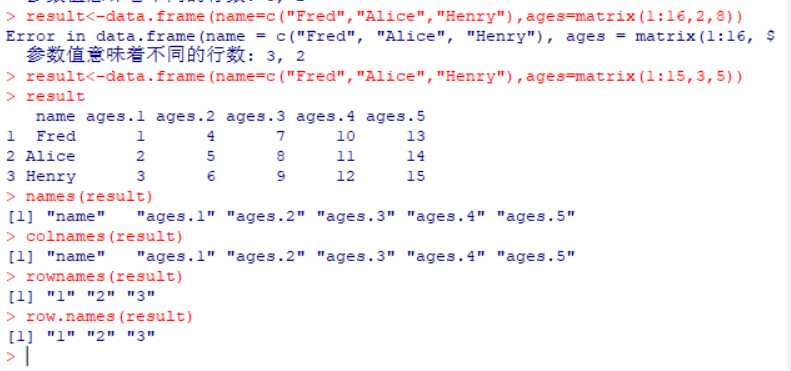 > result<-data.frame(name=c("Fred","Alice","Henry"),ages=matrix(1:16,2,8))
Error in data.frame(name = c("Fred", "Alice", "Henry"), ages = matrix(1:16, $
  参数值意味着不同的行数: 3, 2
> result<-data.frame(name=c("Fred","Alice","Henry"),ages=matrix(1:15,3,5))
> result
   name ages.1 ages.2 ages.3 ages.4 ages.5
1  Fred      1      4      7     10     13
2 Alice      2      5      8     11     14
3 Henry      3      6      9     12     15
> names(result)
[1] "name"   "ages.1" "ages.2" "ages.3" "ages.4" "ages.5"
> colnames(result)
[1] "name"   "ages.1" "ages.2" "ages.3" "ages.4" "ages.5"
> rownames(result)
[1] "1" "2" "3"
> row.names(result)
[1] "1" "2" "3"
>